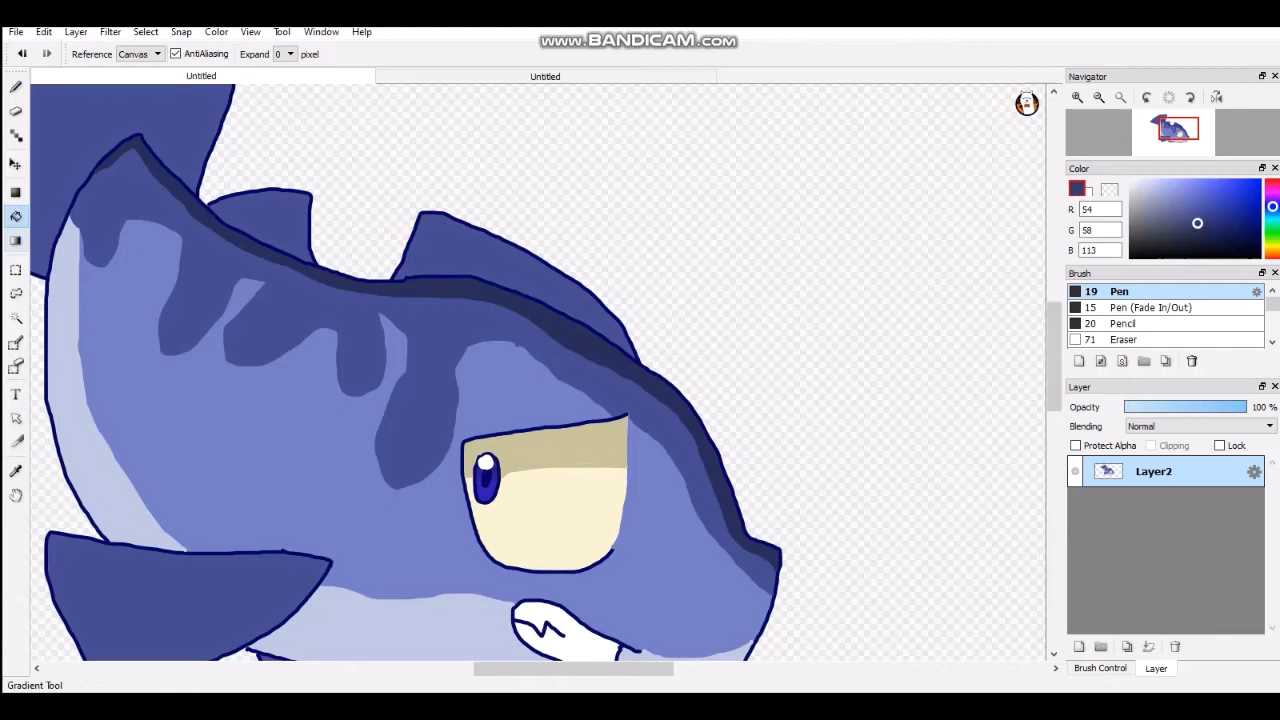 www.BANDICAM.com
File Edit Layer Filter Select Snap Color View Tool Window Help
Reference Canvas AntiAliasing Expand 0 pixel
Untitled Untitled
Navigator
Color
R 54
G 58
B 113
Brush
19 Pen
15 Pen (Fade In/Out)
20 Pencil
71 Eraser
Layer
Opacity 100 %
Blending Normal
Protect Alpha Clipping Lock
Layer2
Brush Control Layer
Gradient Tool